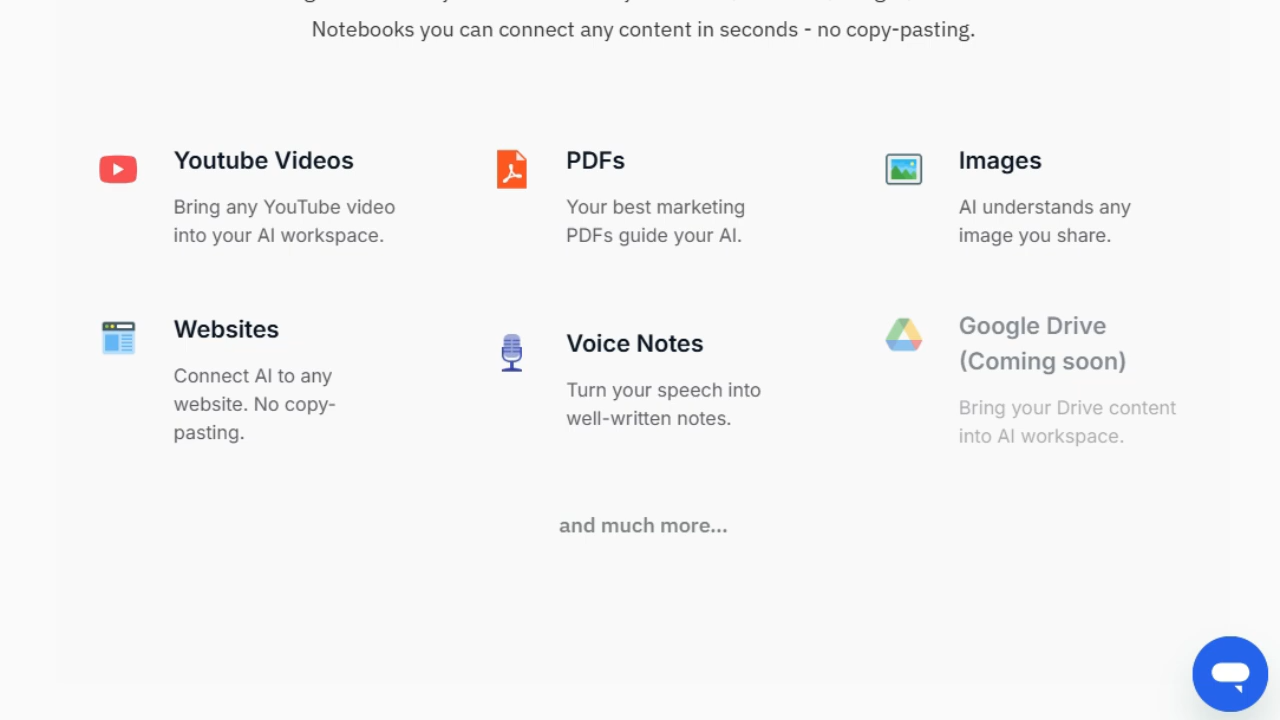 Notebooks you can connect any content in seconds - no copy-pasting.
Youtube Videos
Bring any YouTube video
into your AI workspace.
PDFs
Your best marketing
PDFs guide your AI.
Images
AI understands any
image you share.
Websites
Connect AI to any
website. No copy-
pasting.
Voice Notes
Turn your speech into
well-written notes.
Google Drive
(Coming soon)
Bring your Drive content
into AI workspace.
and much more...